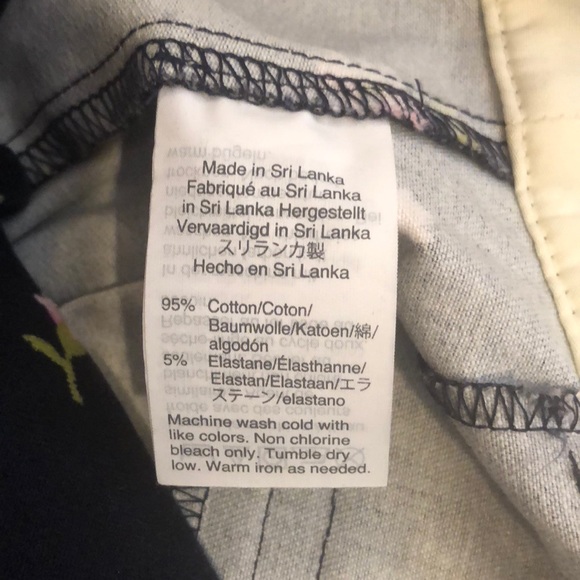 Made in Sri Lanka
Fabriqué au Sri Lanka
in Sri Lanka Hergestellt
Vervaardigd in Sri Lanka
スリランカ製
Hecho en Sri Lanka
95% Cotton/Coton/
Baumwolle/Katoen/綿/
algodón
5% Elastane/Élasthanne/
Elastan/Elastaan/エラ
ステーン/elastano
Machine wash cold with
like colors. Non chlorine
bleach only. Tumble dry
low. Warm iron as needed.